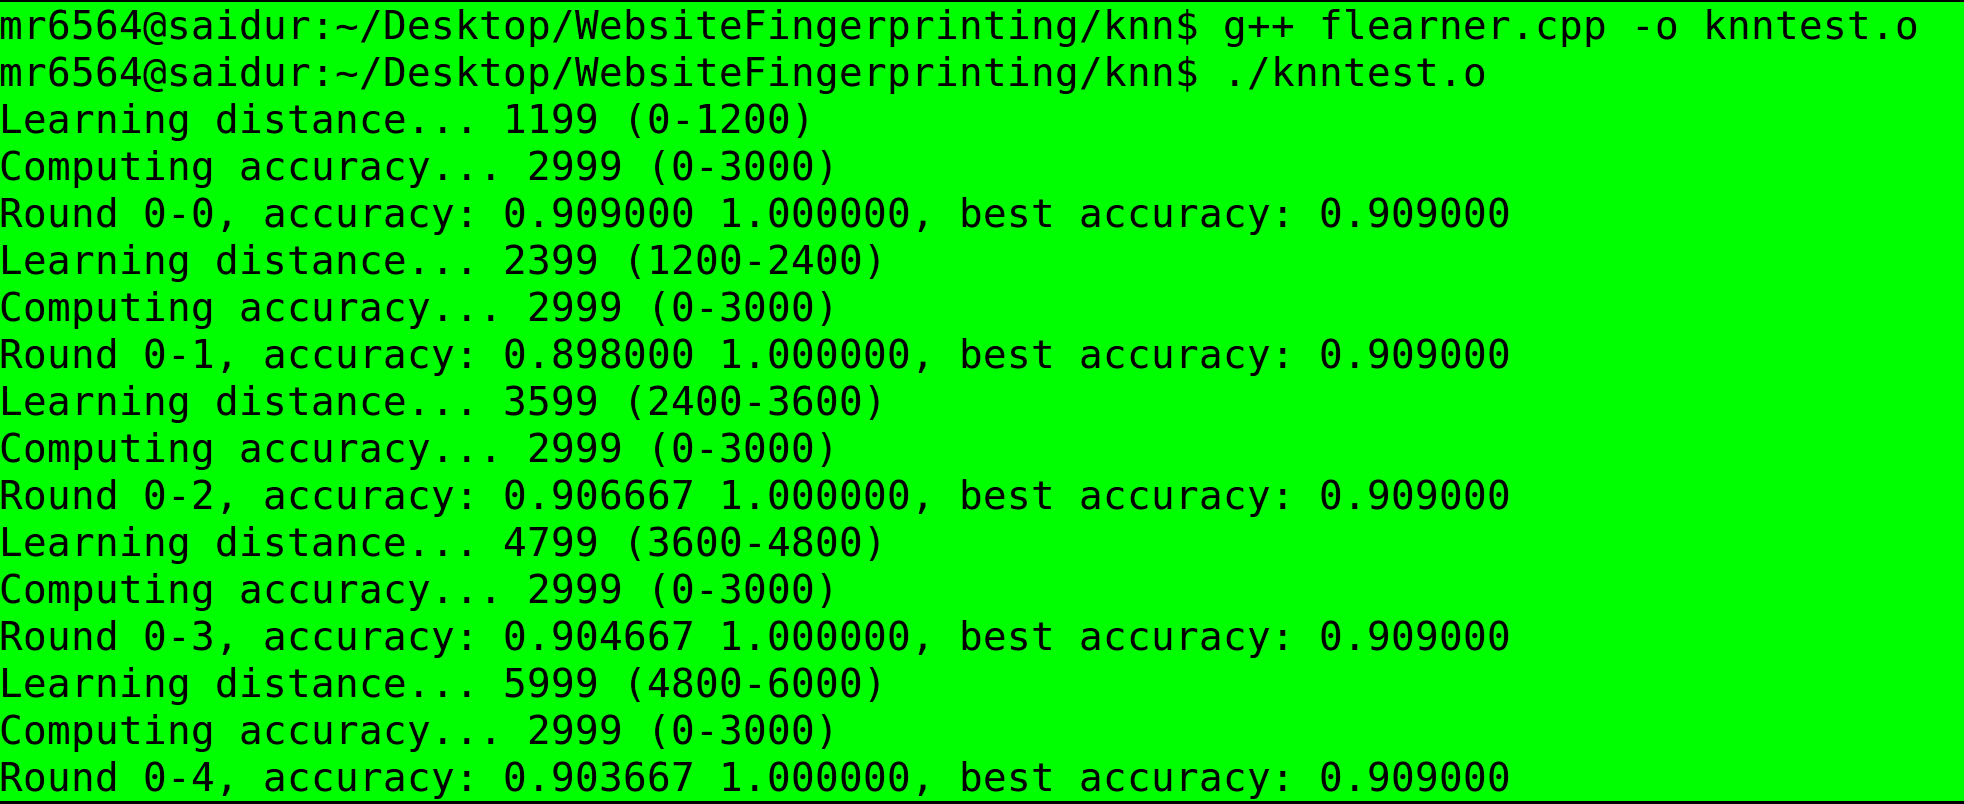 mr6564@saidur:~/Desktop/WebsiteFingerprinting/knn$ g++ flearner.cpp -o knntest.o
mr6564@saidur:~/Desktop/WebsiteFingerprinting/knn$ ./knntest.o
Learning distance... 1199 (0-1200)
Computing accuracy... 2999 (0-3000)
Round 0-0, accuracy: 0.909000 1.000000, best accuracy: 0.909000
Learning distance... 2399 (1200-2400)
Computing accuracy... 2999 (0-3000)
Round 0-1, accuracy: 0.898000 1.000000, best accuracy: 0.909000
Learning distance... 3599 (2400-3600)
Computing accuracy... 2999 (0-3000)
Round 0-2, accuracy: 0.906667 1.000000, best accuracy: 0.909000
Learning distance... 4799 (3600-4800)
Computing accuracy... 2999 (0-3000)
Round 0-3, accuracy: 0.904667 1.000000, best accuracy: 0.909000
Learning distance... 5999 (4800-6000)
Computing accuracy... 2999 (0-3000)
Round 0-4, accuracy: 0.903667 1.000000, best accuracy: 0.909000